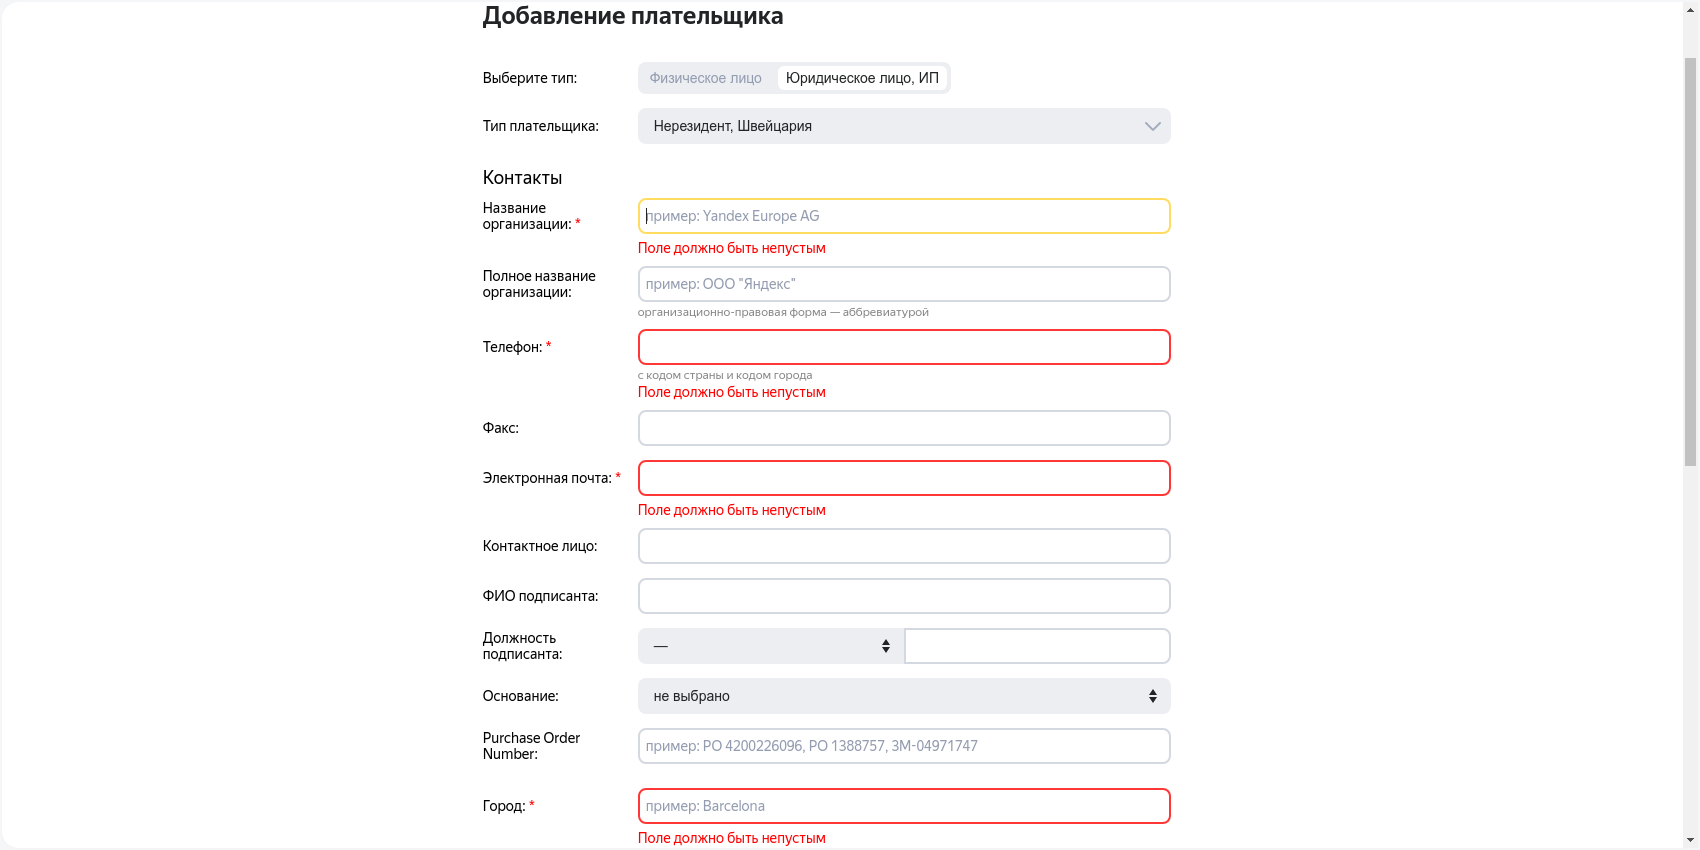 Добавление плательщика
Выберите тип:
Физическое лицо
Юридическое лицо, ИП
Тип плательщика:
Нерезидент, Швейцария
Контакты
Название
организации: *
пример: Yandex Europe AG
Поле должно быть непустым
Полное название
организации:
пример: ООО "Яндекс"
организационно-правовая форма — аббревиатурой
Телефон: *
с кодом страны и кодом города
Поле должно быть непустым
Факс:
Электронная почта: *
Поле должно быть непустым
Контактное лицо:
ФИО подписанта:
Должность
подписанта:
—
Основание:
не выбрано
Purchase Order
Number:
пример: PO 4200226096, PO 1388757, ЗМ-04971747
Город: *
пример: Barcelona
Поле должно быть непустым